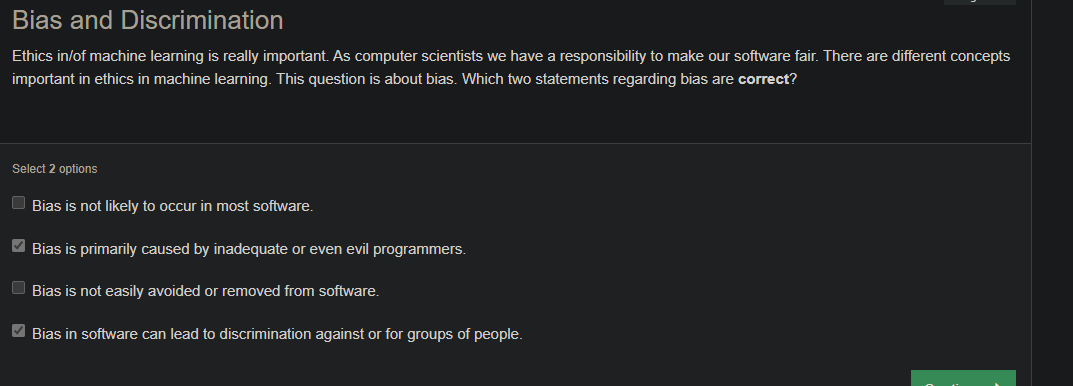 Bias and Discrimination
Ethics in/of machine learning is really important. As computer scientists we have a responsibility to make our software fair. There are different concepts
important in ethics in machine learning. This question is about bias. Which two statements regarding bias are correct?
Select 2 options
Bias is not likely to occur in most software.
Bias is primarily caused by inadequate or even evil programmers.
Bias is not easily avoided or removed from software.
Bias in software can lead to discrimination against or for groups of people.